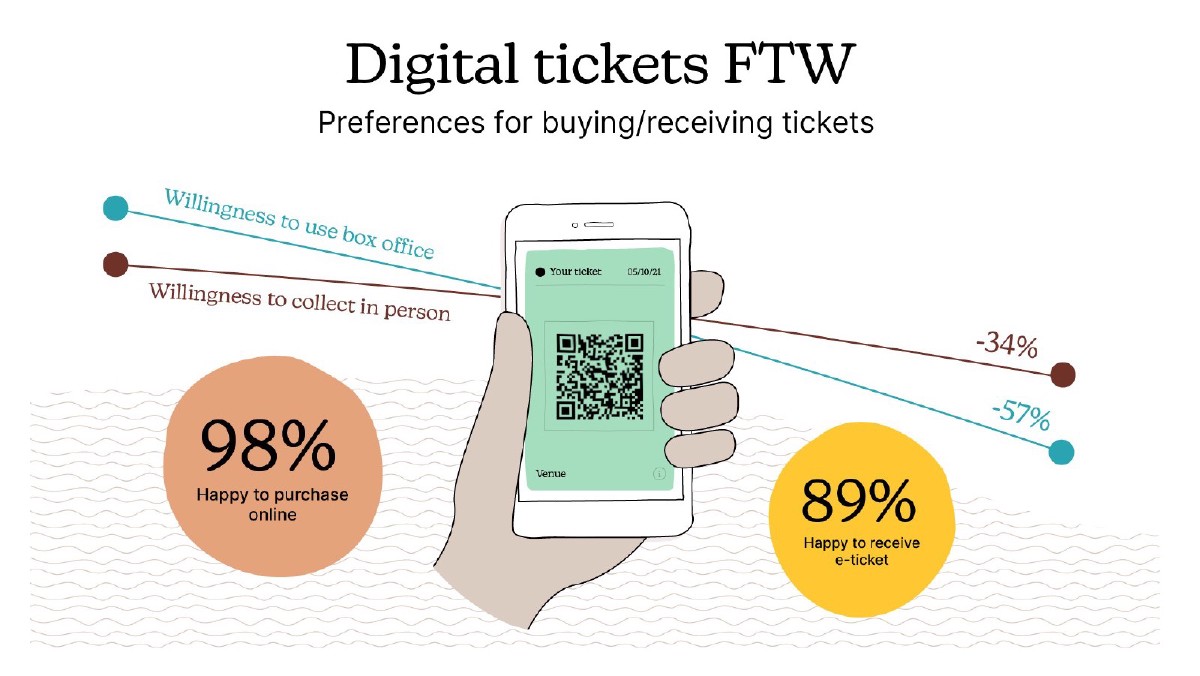 Digital tickets FTW
Preferences for buying/receiving tickets
Willingness to use box office
Willingness to collect in person
Your ticket 05/10/21
Venue
i
-34%
-57%
98%
Happy to purchase
online
89%
Happy to receive
e-ticket